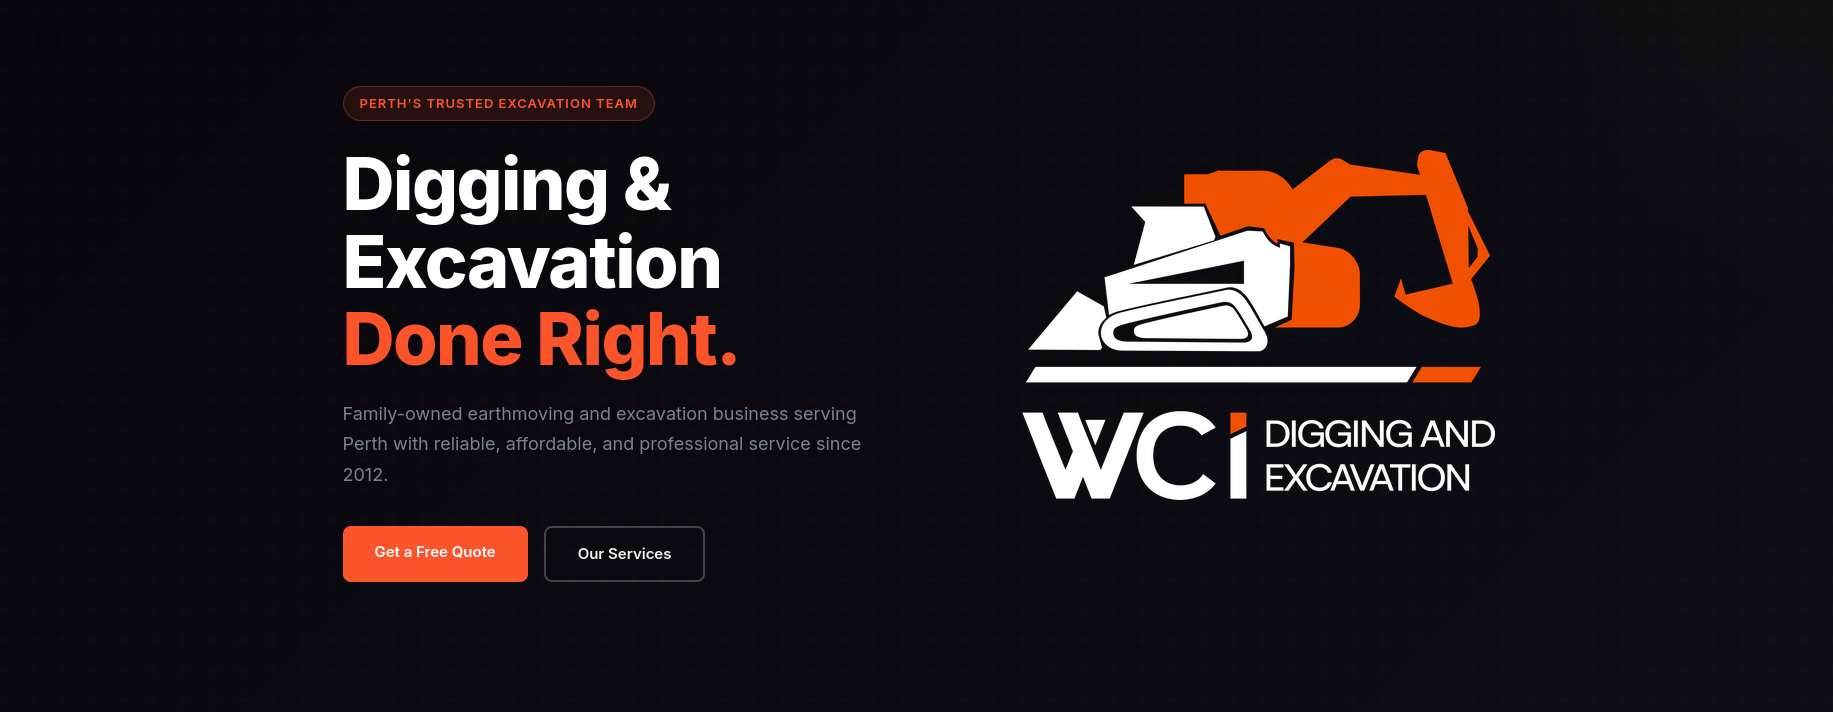 PERTH'S TRUSTED EXCAVATION TEAM
Digging &
Excavation
Done Right.
Family-owned earthmoving and excavation business serving
Perth with reliable, affordable, and professional service since
2012.
Get a Free Quote
Our Services
WCi
DIGGING AND
EXCAVATION